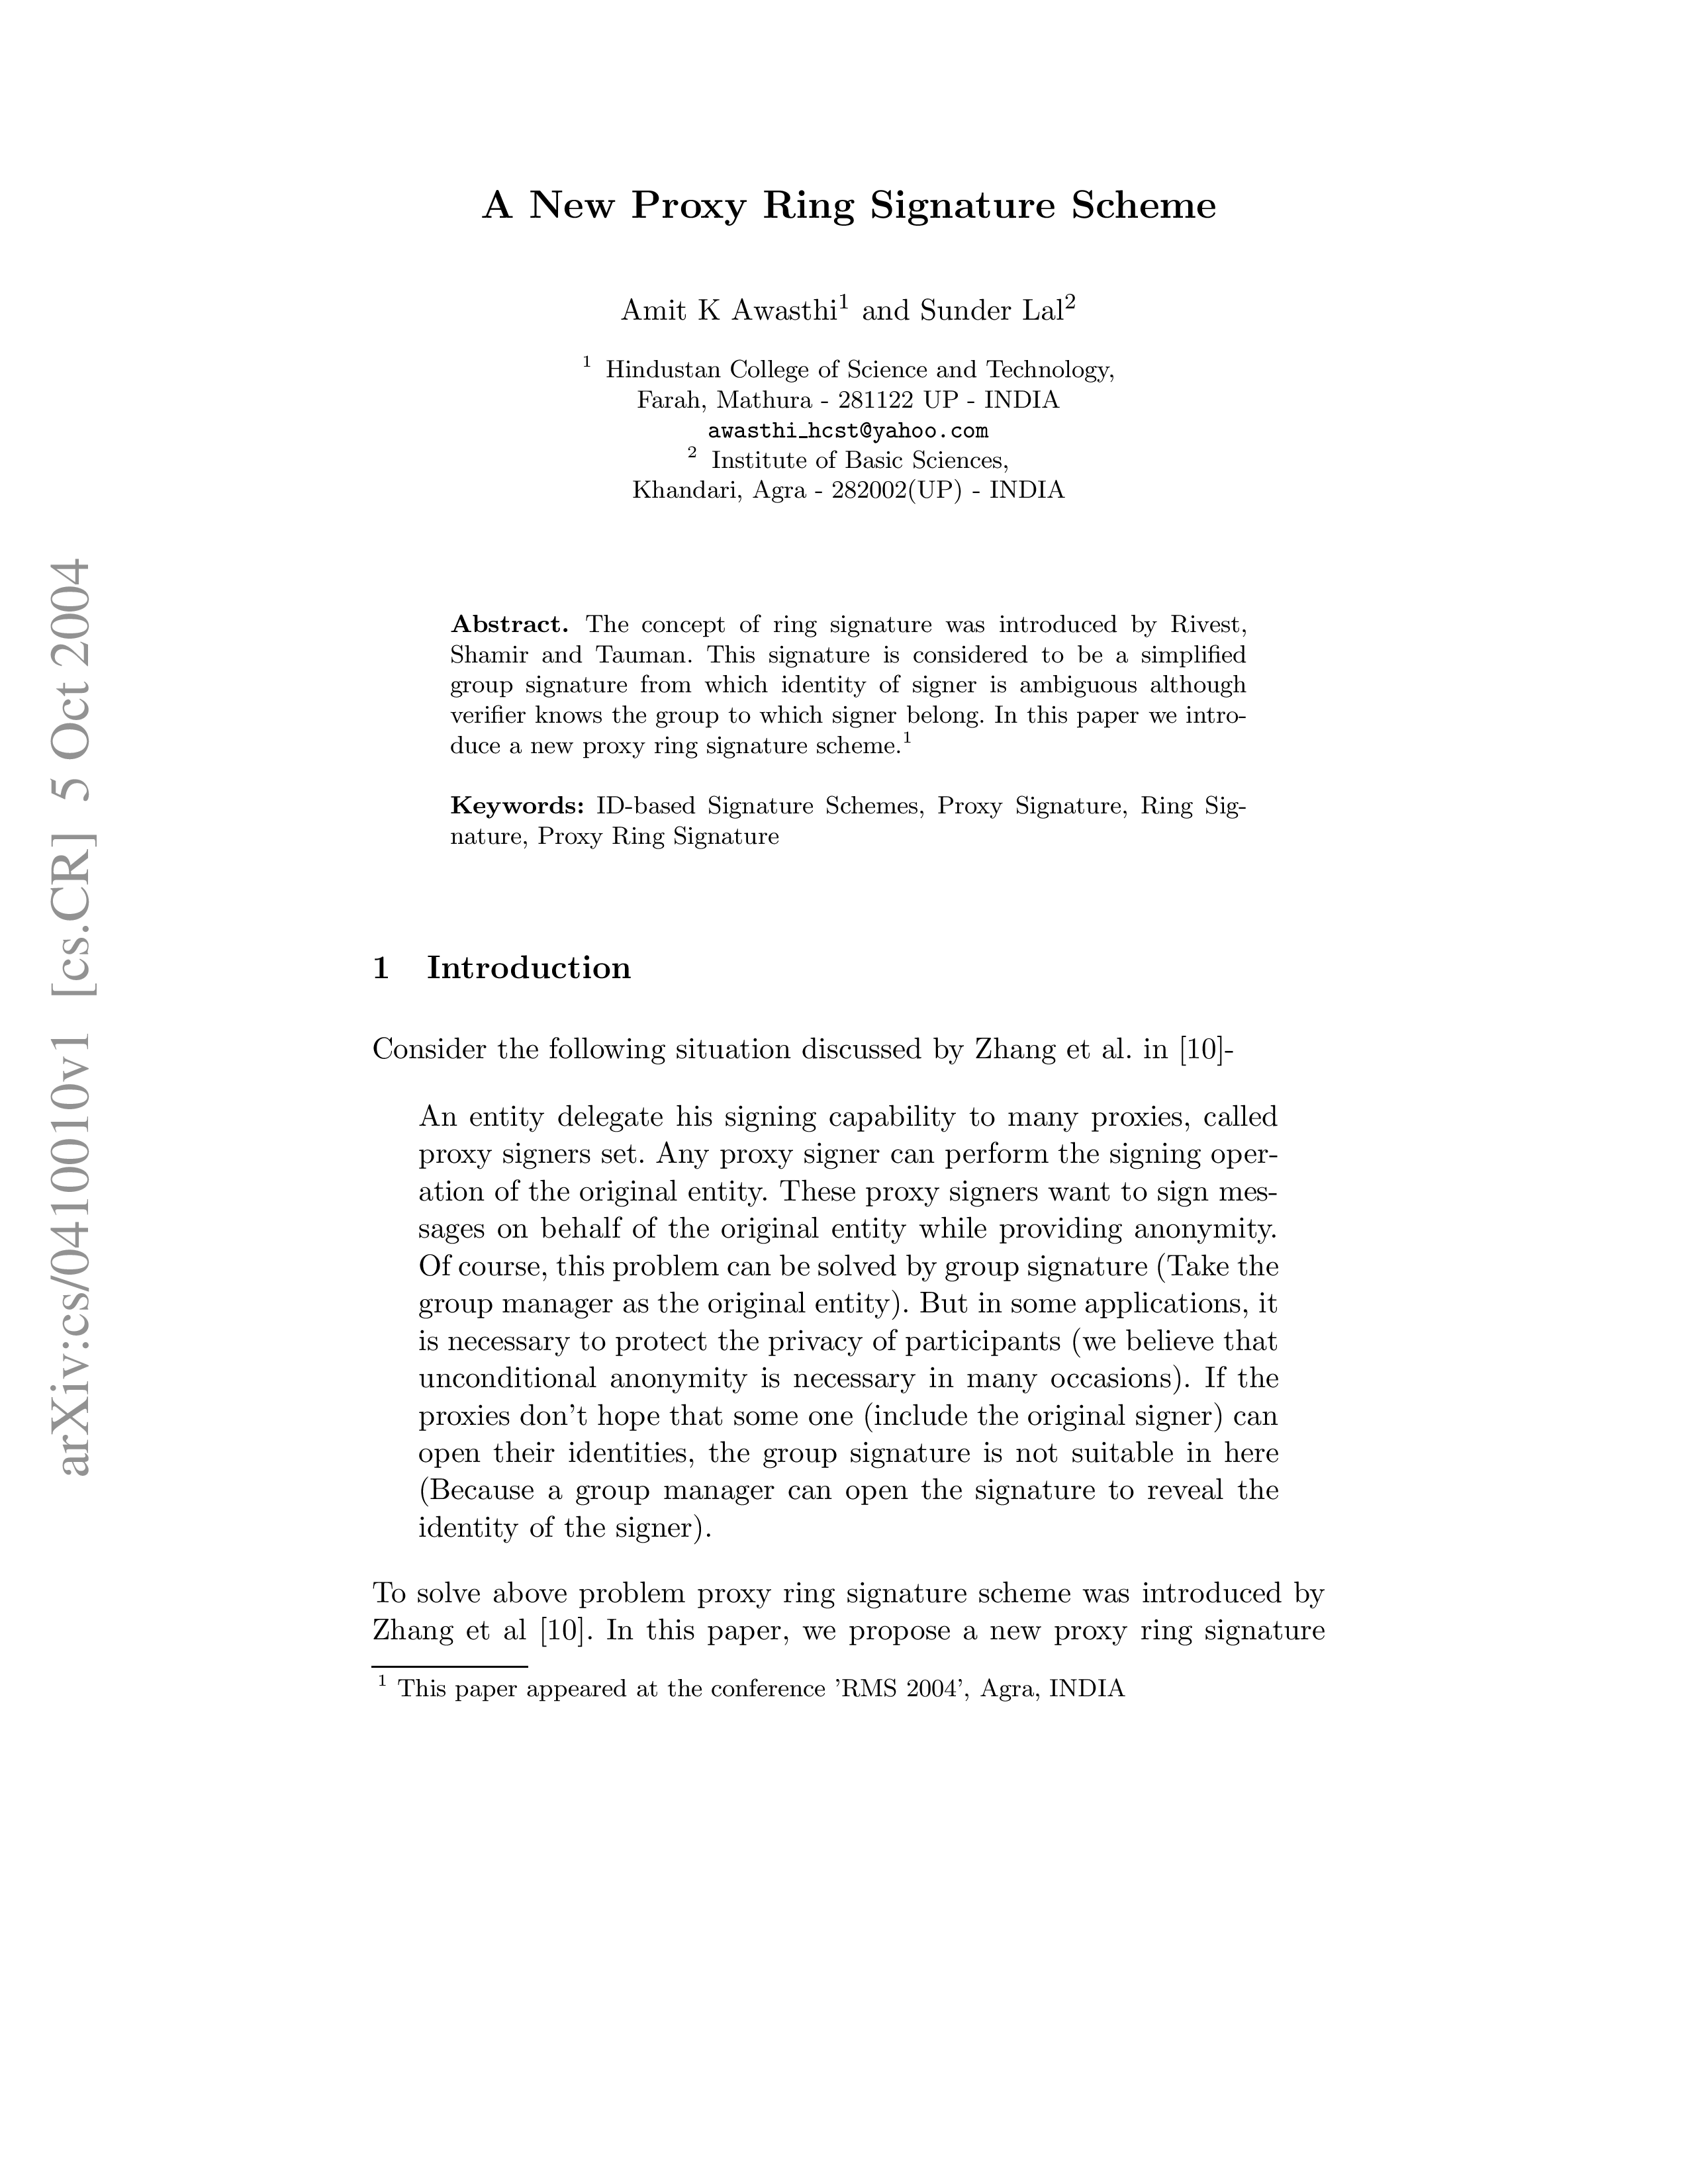 A New Proxy Ring Signature Scheme
Amit K Awasthi1 and Sunder Lal2
1 Hindustan College of Science and Technology,
Farah, Mathura - 281122 UP - INDIA
awasthi_hcst@yahoo.com
2 Institute of Basic Sciences,
Khandari, Agra - 282002(UP) - INDIA
Abstract. The concept of ring signature was introduced by Rivest,
Shamir and Tauman. This signature is considered to be a simplified
group signature from which identity of signer is ambiguous although
verifier knows the group to which signer belong. In this paper we intro-
duce a new proxy ring signature scheme.1
Keywords: ID-based Signature Schemes, Proxy Signature, Ring Sig-
nature, Proxy Ring Signature
1 Introduction
Consider the following situation discussed by Zhang et al. in [10]-
An entity delegate his signing capability to many proxies, called
proxy signers set. Any proxy signer can perform the signing oper-
ation of the original entity. These proxy signers want to sign mes-
sages on behalf of the original entity while providing anonymity.
Of course, this problem can be solved by group signature (Take the
group manager as the original entity). But in some applications, it
is necessary to protect the privacy of participants (we believe that
unconditional anonymity is necessary in many occasions). If the
proxies don't hope that some one (include the original signer) can
open their identities, the group signature is not suitable in here
(Because a group manager can open the signature to reveal the
identity of the signer).
To solve above problem proxy ring signature scheme was introduced by
Zhang et al [10]. In this paper, we propose a new proxy ring signature
1 This paper appeared at the conference 'RMS 2004', Agra, INDIA
arXiv:cs/0410010v1 [cs.CR] 5 Oct 2004